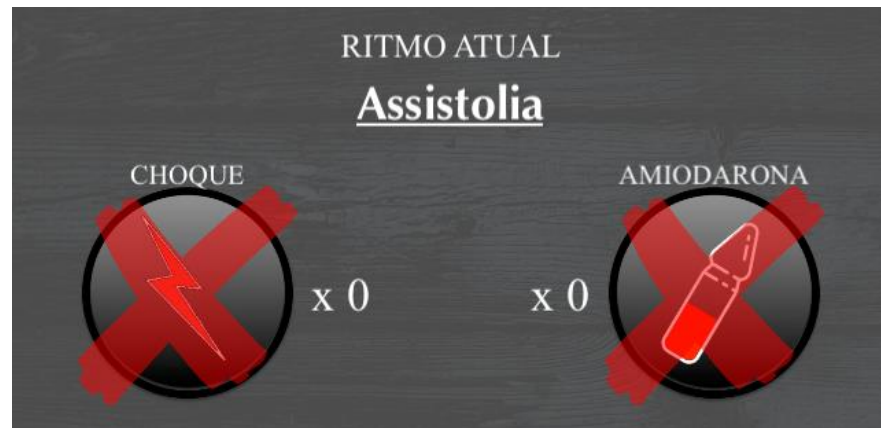 RITMO ATUAL
Assistolia
CHOQUE
AMIODARONA
x 0
x 0